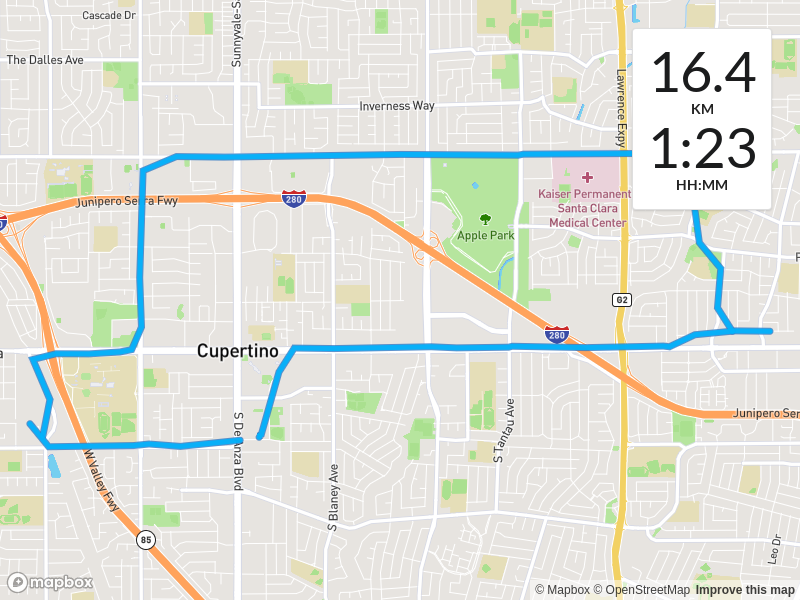 Cascade Dr
Sunnyvale-S
The Dalles Ave
Inverness Way
Lawrence Expy
16.4
KM
1:23
HH:MM
Junipero Serra Fwy
280
Kaiser Permanent
Santa Clara
Medical Center
Apple Park
G2
280
Cupertino
Junipero Se
S De Anza Blvd
S Tantau Ave
W Valley Fwy
S Blaney Ave
85
Leo Dr
mapbox
© Mapbox © OpenStreetMap Improve this map